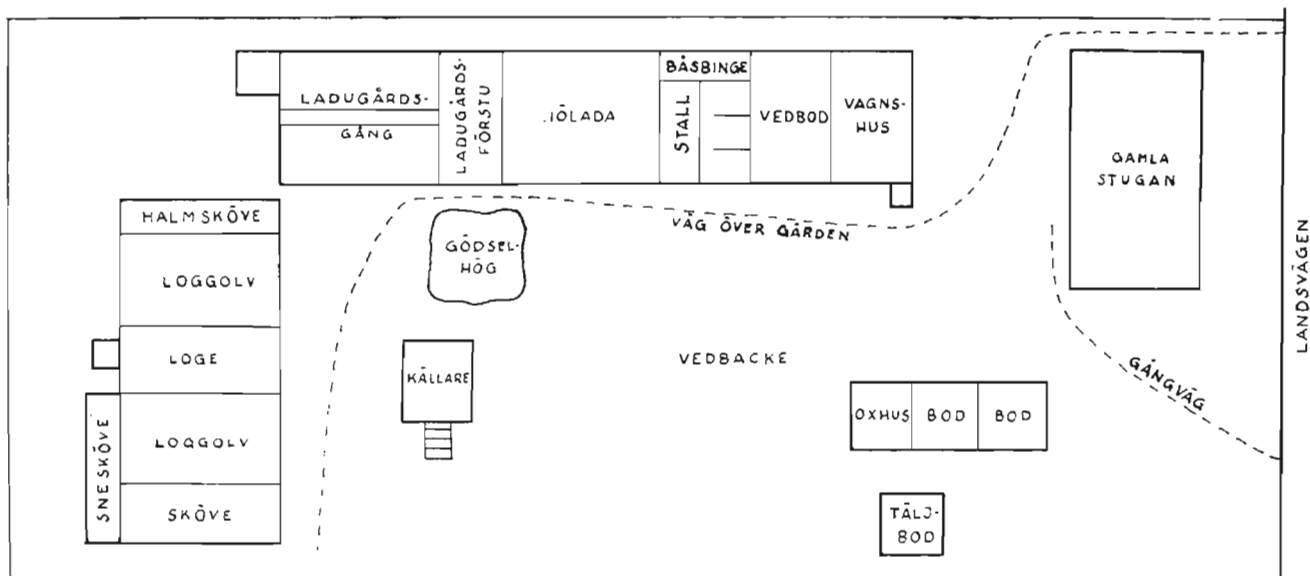 LADUGÅRDS-
GÅNG
LADUGÅRDS-
FÖRSTU
HÖLADA
BÅSBINGE
STALL
VEDBOD
VAGNS-
HUS
GAMLA
STUGAN
LANDSVÄGEN
VÄG ÖVER GÅRDEN
HALMSKÖVE
LOGGOLV
LOGE
LOGGOLV
SKÖVE
SNESKÖVE
GÖDSEL-
HÖG
KÄLLARE
VEDBACKE
OXHUS
BOD
BOD
TÄLJ-
BOD
GÅNGVÄG